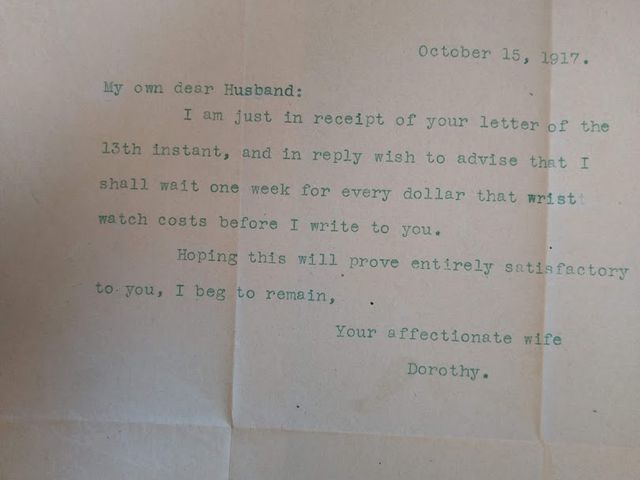 October 15, 1917.
My own dear Husband:
I am just in receipt of your letter of the
13th instant, and in reply wish to advise that I
shall wait one week for every dollar that wrist
watch costs before I write to you.
Hoping this will prove entirely satisfactory
to you, I beg to remain,
Your affectionate wife
Dorothy.